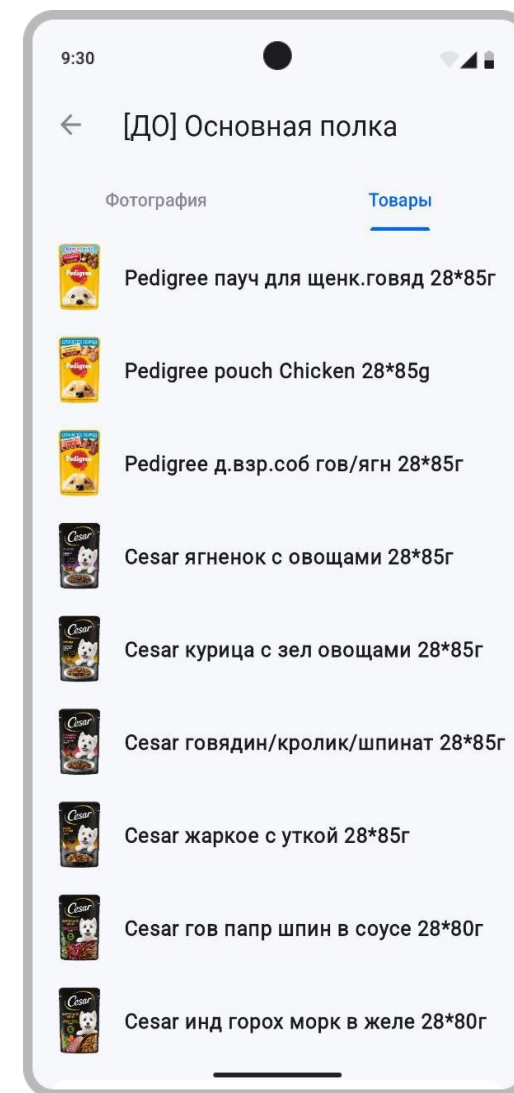 9:30
[ДО] Основная полка
Фотография Товары
Pedigree пауч для щенк.говяд 28*85г
Pedigree pouch Chicken 28*85g
Pedigree д.взр.соб гов/ягн 28*85г
Cesar ягненок с овощами 28*85г
Cesar курица с зел овощами 28*85г
Cesar говядин/кролик/шпинат 28*85г
Cesar жаркое с уткой 28*85г
Cesar гов папр шпин в соусе 28*80г
Cesar инд горох морк в желе 28*80г